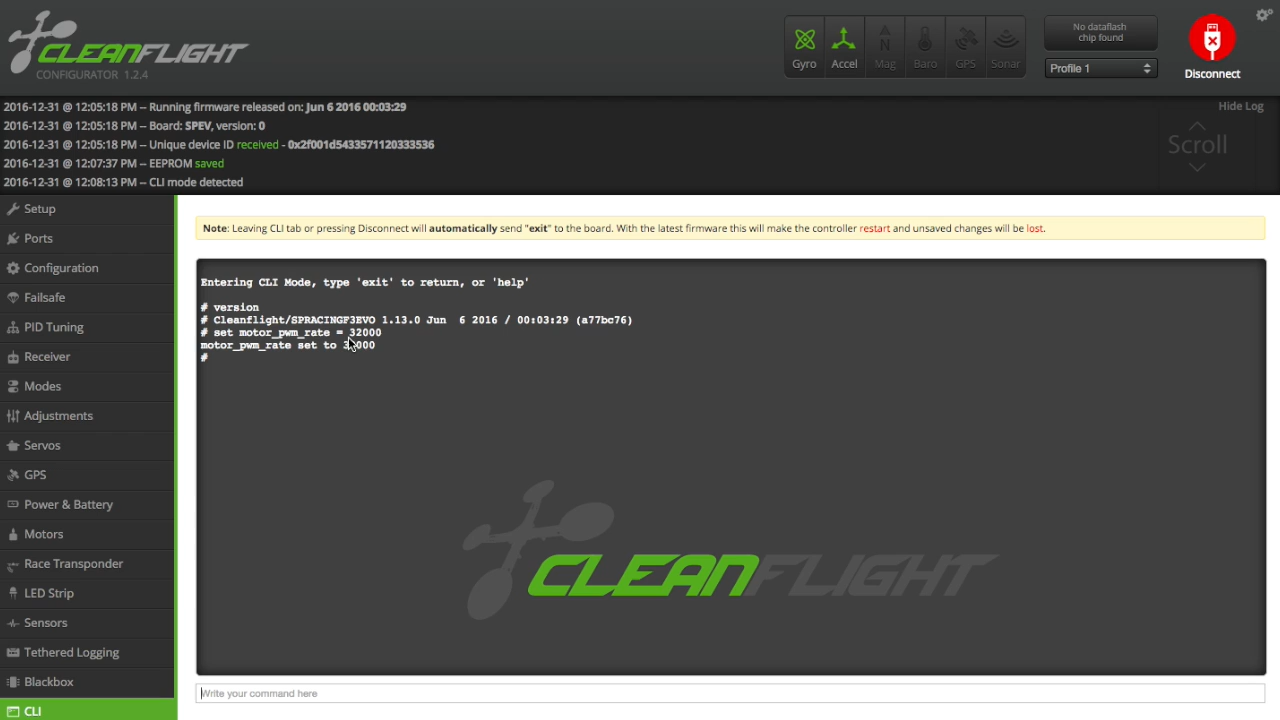 CLEANFLIGHT
CONFIGURATOR 1.2.4
Gyro
Accel
Mag
Baro
GPS
Sonar
No dataflash
chip found
Profile 1
Disconnect
2016-12-31 @ 12:05:18 PM -- Running firmware released on: Jun 6 2016 00:03:29
2016-12-31 @ 12:05:18 PM -- Board: SPEV, version: 0
2016-12-31 @ 12:05:18 PM -- Unique device ID received - 0x2f001d5433571120333536
2016-12-31 @ 12:07:37 PM -- EEPROM saved
2016-12-31 @ 12:08:13 PM -- CLI mode detected
Hide Log
Scroll
Setup
Ports
Configuration
Failsafe
PID Tuning
Receiver
Modes
Adjustments
Servos
GPS
Power & Battery
Motors
Race Transponder
LED Strip
Sensors
Tethered Logging
Blackbox
CLI
Note: Leaving CLI tab or pressing Disconnect will automatically send "exit" to the board. With the latest firmware this will make the controller restart and unsaved changes will be lost.
Entering CLI Mode, type 'exit' to return, or 'help'
# version
# Cleanflight/SPRACINGF3EVO 1.13.0 Jun 6 2016 / 00:03:29 (a77bc76)
# set motor_pwm_rate = 32000
motor_pwm_rate set to 32000
#
CLEANFLIGHT
Write your command here